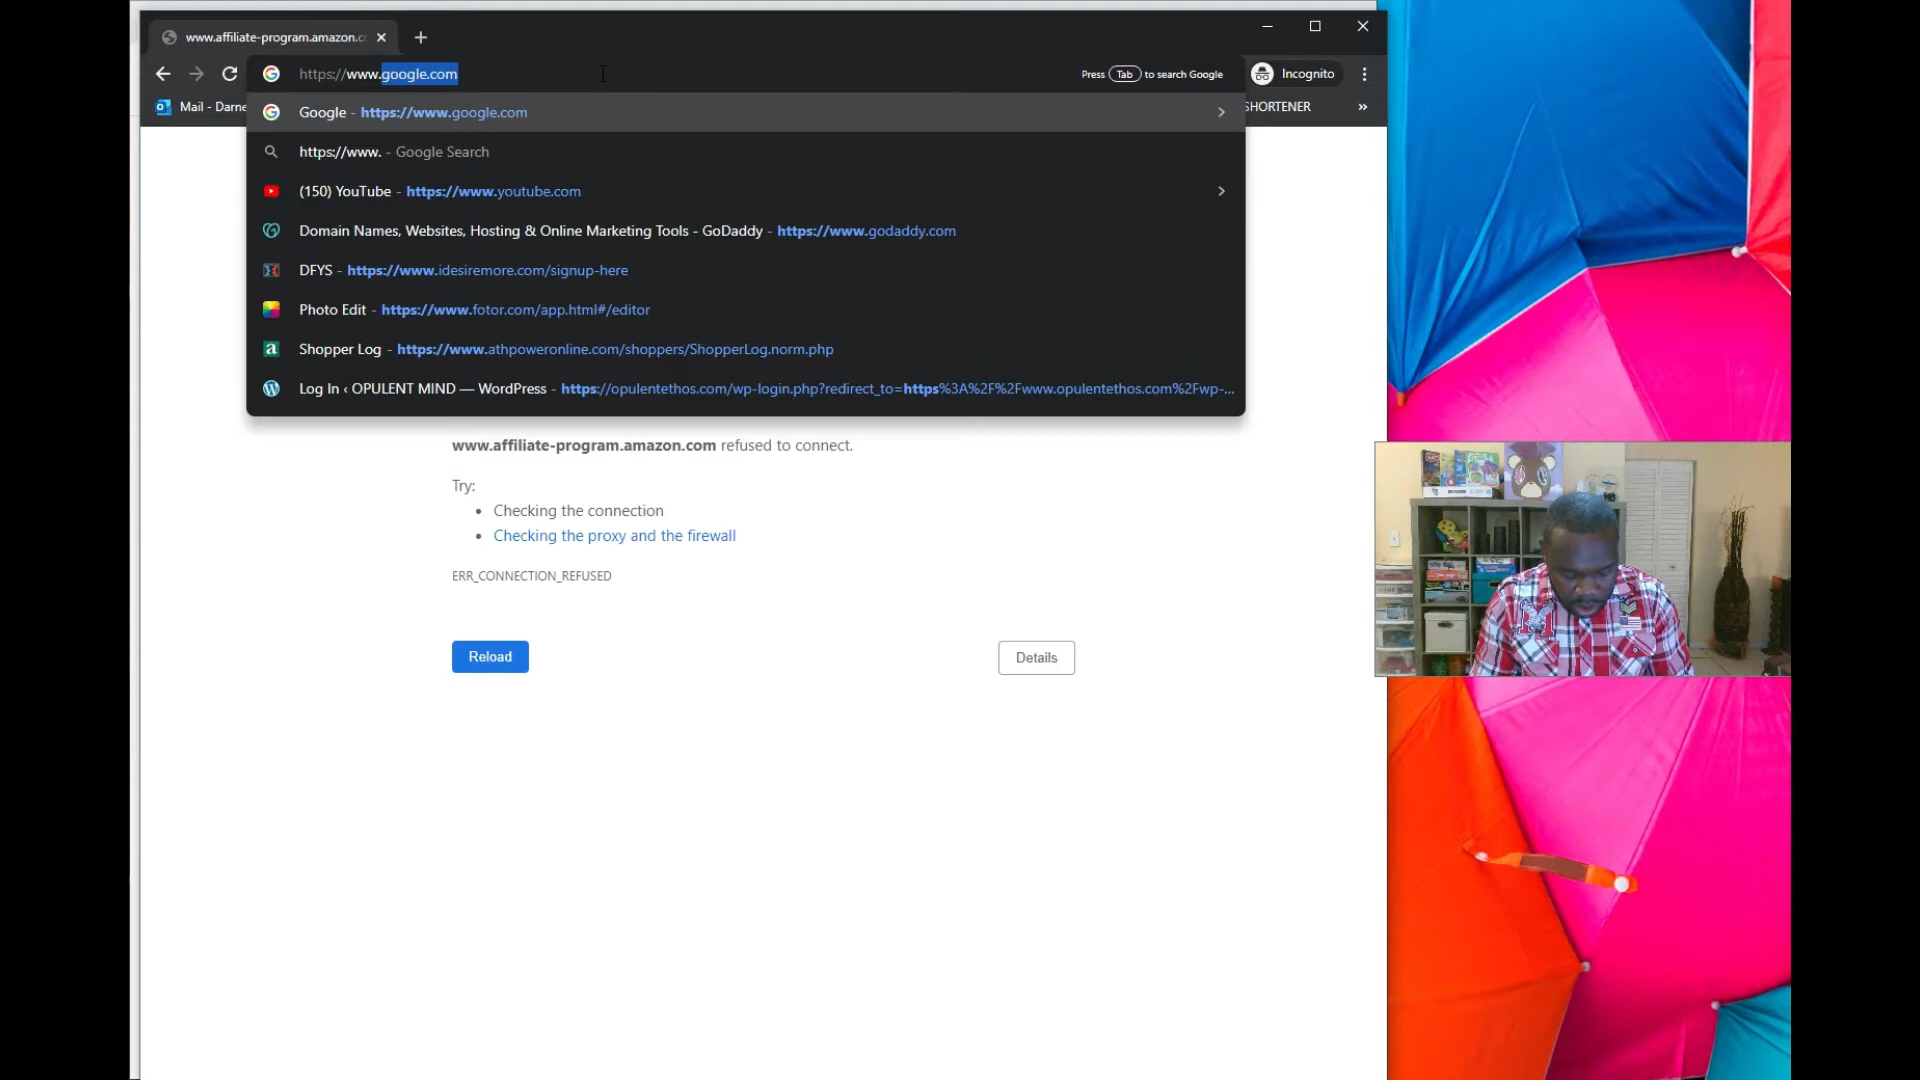 www.affiliate-program.amazon.c
https://www.google.com
Press Tab to search Google
Incognito
Mail - Darne
SHORTENER
Google - https://www.google.com
https://www. - Google Search
(150) YouTube - https://www.youtube.com
Domain Names, Websites, Hosting & Online Marketing Tools - GoDaddy - https://www.godaddy.com
DFYS - https://www.idesiremore.com/signup-here
Photo Edit - https://www.fotor.com/app.html#/editor
Shopper Log - https://www.athpoweronline.com/shoppers/ShopperLog.norm.php
Log In ‹ OPULENT MIND — WordPress - https://opulentethos.com/wp-login.php?redirect_to=https%3A%2F%2Fwww.opulentethos.com%2Fwp-...
www.affiliate-program.amazon.com refused to connect.
Try:
• Checking the connection
• Checking the proxy and the firewall
ERR_CONNECTION_REFUSED
Reload
Details